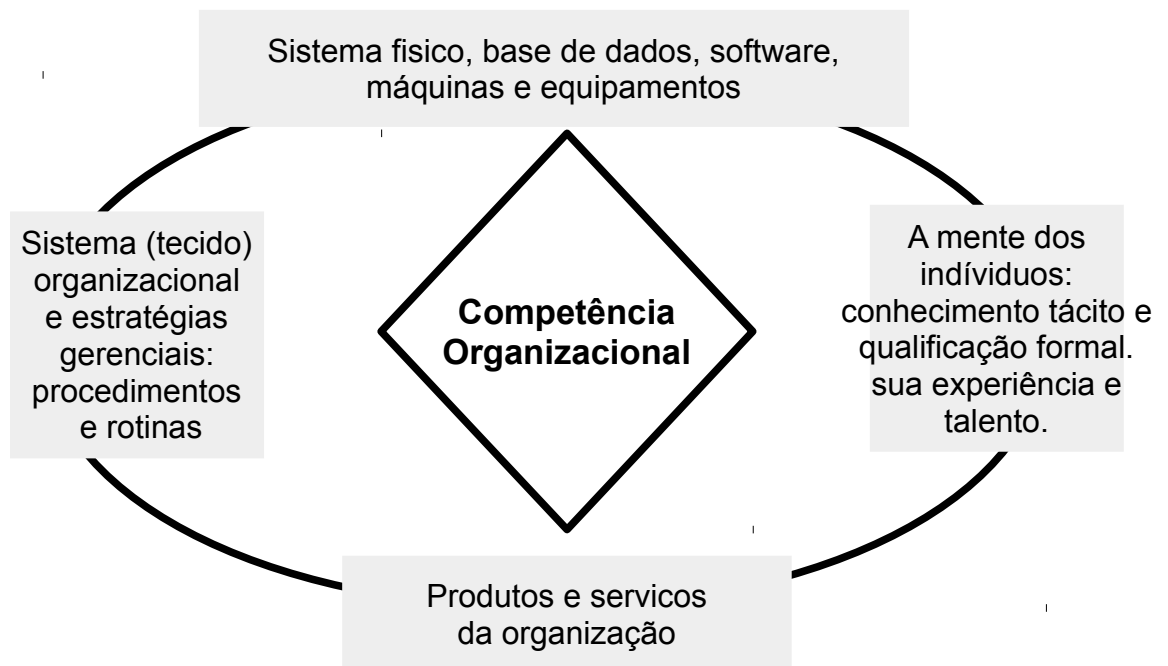 Sistema fisico, base de dados, software,
máquinas e equipamentos
Sistema (tecido)
organizacional
e estratégias
gerenciais:
procedimentos
e rotinas
Competência
Organizacional
A mente dos
indíviduos:
conhecimento tácito e
qualificação formal.
sua experiência e
talento.
Produtos e servicos
da organização